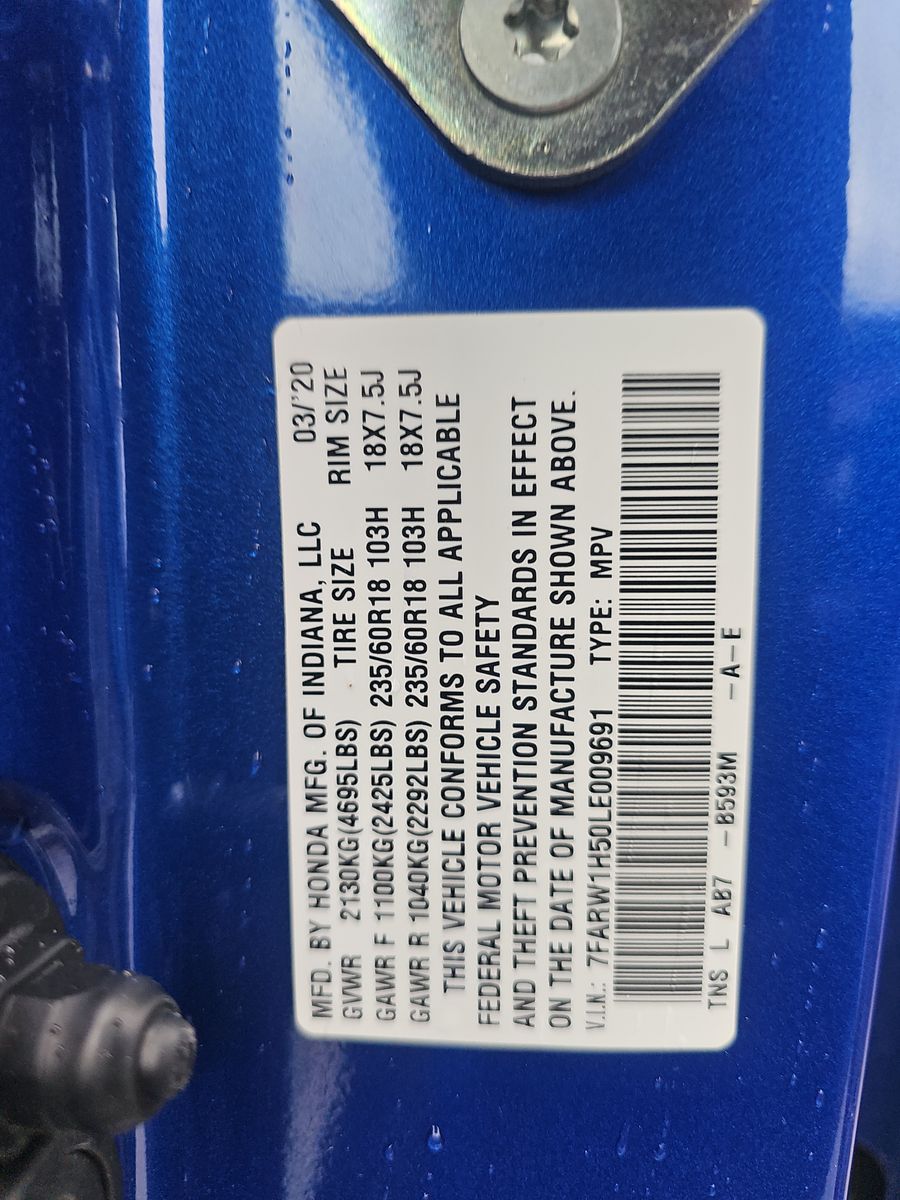 MFD. BY HONDA MFG. OF INDIANA, LLC 03/'20
GVWR 2130KG(4695LBS) TIRE SIZE RIM SIZE
GAWR F 1100KG(2425LBS) 235/60R18 103H 18X7.5J
GAWR R 1040KG(2292LBS) 235/60R18 103H 18X7.5J
THIS VEHICLE CONFORMS TO ALL APPLICABLE
FEDERAL MOTOR VEHICLE SAFETY
AND THEFT PREVENTION STANDARDS IN EFFECT
ON THE DATE OF MANUFACTURE SHOWN ABOVE.
V.I.N.: 7FARW1H50LE009691 TYPE: MPV
TNS L AB7 -B593M -A-E